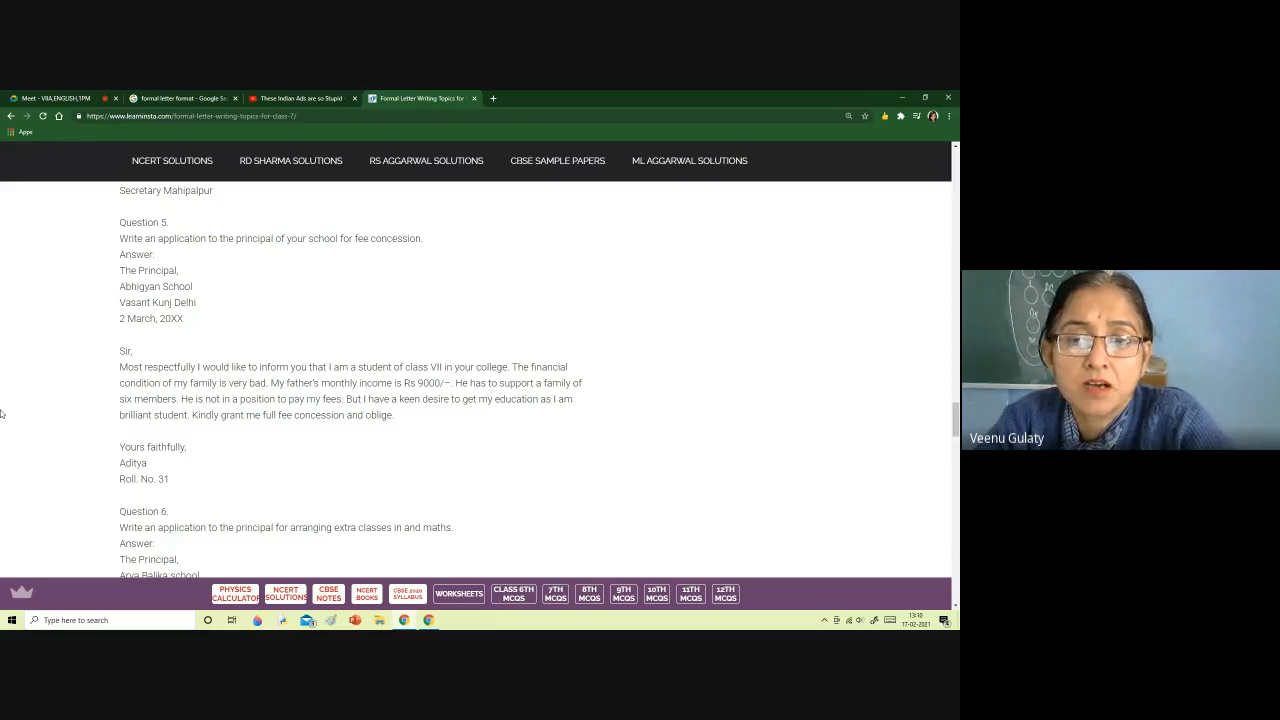 Meet - VIIA,ENGLISH,1PM
formal letter format - Google Se
These Indian Ads are so Stupid -
Formal Letter Writing Topics for
https://www.learninsta.com/formal-letter-writing-topics-for-class-7/
Apps
NCERT SOLUTIONS RD SHARMA SOLUTIONS RS AGGARWAL SOLUTIONS CBSE SAMPLE PAPERS ML AGGARWAL SOLUTIONS
Secretary Mahipalpur
Question 5.
Write an application to the principal of your school for fee concession.
Answer:
The Principal,
Abhigyan School
Vasant Kunj Delhi
2 March, 20XX
Sir,
Most respectfully I would like to inform you that I am a student of class VII in your college. The financial
condition of my family is very bad. My father's monthly income is Rs 9000/–. He has to support a family of
six members. He is not in a position to pay my fees. But I have a keen desire to get my education as I am
brilliant student. Kindly grant me full fee concession and oblige.
Yours faithfully,
Aditya
Roll. No. 31
Question 6.
Write an application to the principal for arranging extra classes in and maths.
Answer:
The Principal,
Arya Balika school
PHYSICS CALCULATOR
NCERT SOLUTIONS
CBSE NOTES
NCERT BOOKS
CBSE 2020 SYLLABUS
WORKSHEETS
CLASS 6TH MCQS
7TH MCQS
8TH MCQS
9TH MCQS
10TH MCQS
11TH MCQS
12TH MCQS
Type here to search
13:10
17-02-2021
Veenu Gulaty